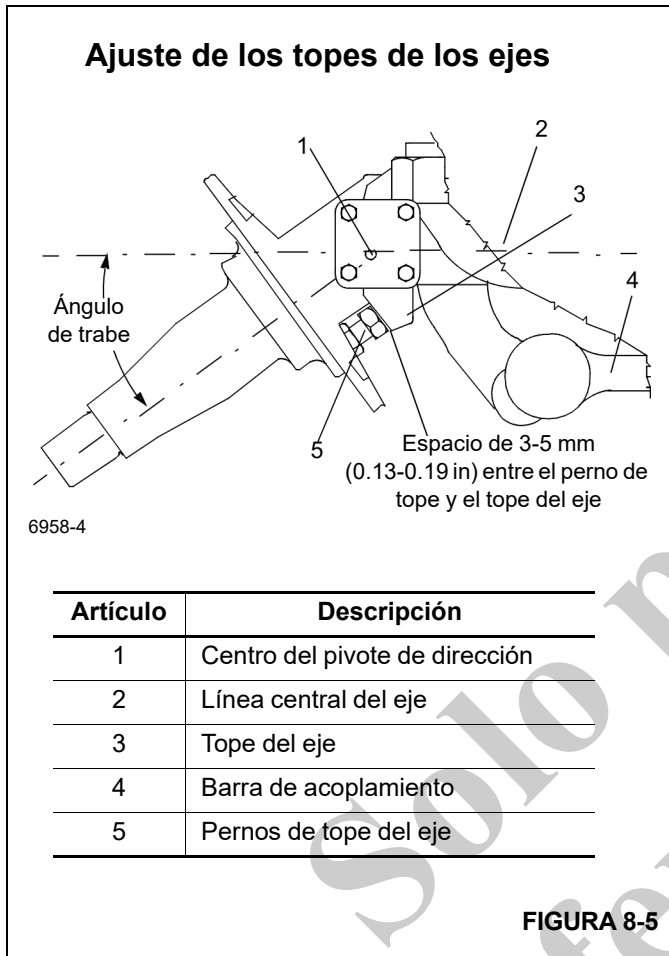 Ajuste de los topes de los ejes
1
2
3
4
Ángulo
de trabe
5
Espacio de 3-5 mm
(0.13-0.19 in) entre el perno de
tope y el tope del eje
6958-4
Artículo Descripción
1 Centro del pivote de dirección
2 Línea central del eje
3 Tope del eje
4 Barra de acoplamiento
5 Pernos de tope del eje
Solo
FIGURA 8-5